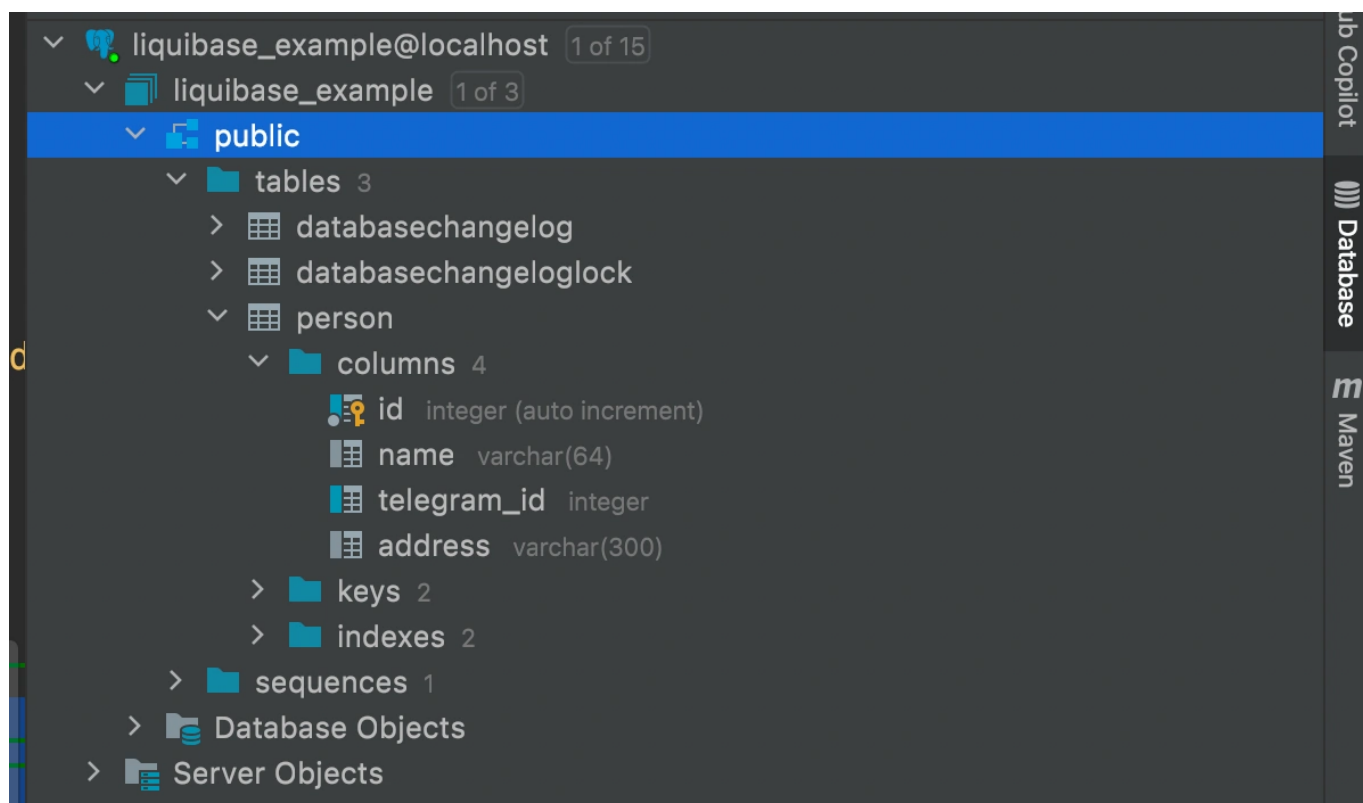 liquibase_example@localhost 1 of 15
liquibase_example 1 of 3
public
tables 3
databasechangelog
databasechangeloglock
person
columns 4
id integer (auto increment)
name varchar(64)
telegram_id integer
address varchar(300)
keys 2
indexes 2
sequences 1
Database Objects
Server Objects
d
ub Copilot
Database
m Maven